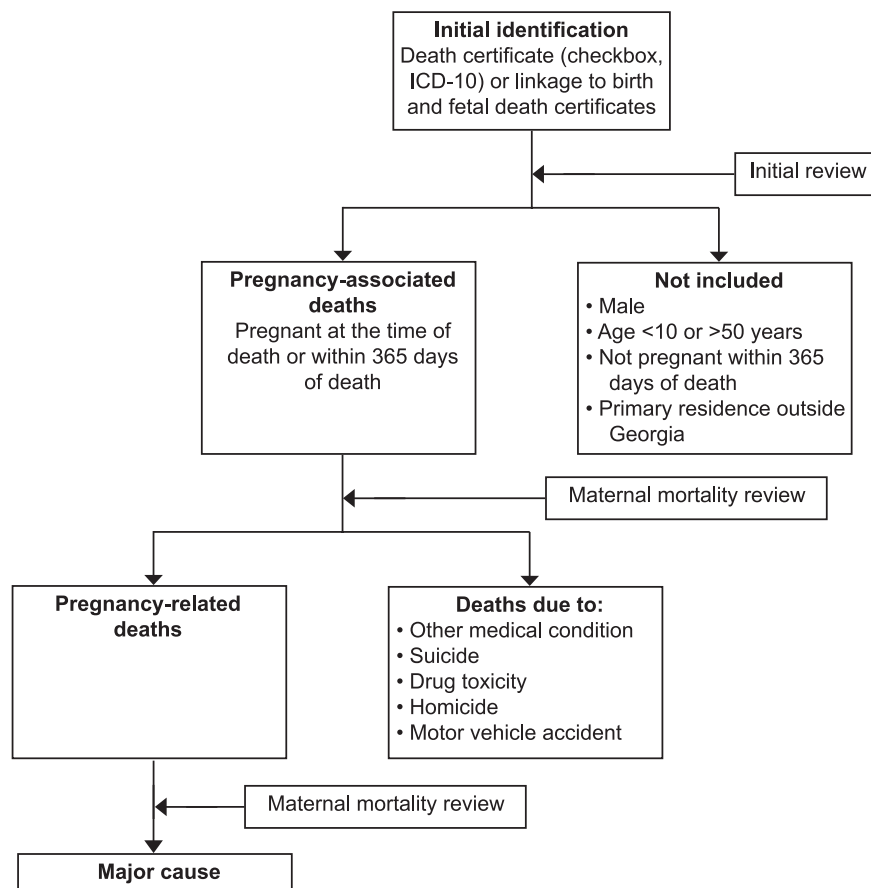 Initial identification
Death certificate (checkbox,
ICD-10) or linkage to birth
and fetal death certificates
Initial review
Pregnancy-associated
deaths
Pregnant at the time of
death or within 365 days
of death
Not included
• Male
• Age <10 or >50 years
• Not pregnant within 365
days of death
• Primary residence outside
Georgia
Maternal mortality review
Pregnancy-related
deaths
Deaths due to:
• Other medical condition
• Suicide
• Drug toxicity
• Homicide
• Motor vehicle accident
Maternal mortality review
Major cause